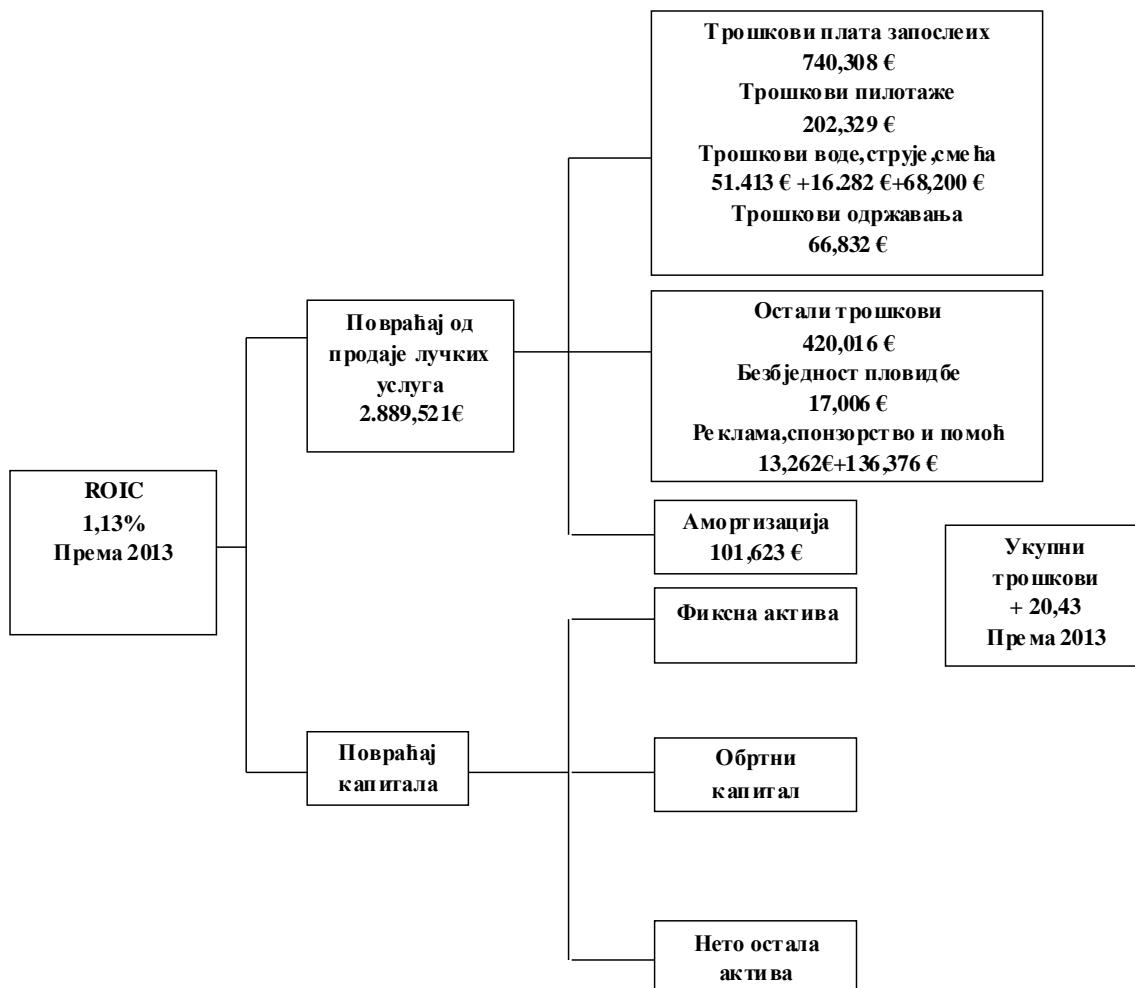 Трошкови плата запослеих
740,308 €
Трошкови пилотаже
202,329 €
Трошкови воде,струје,смећа
51.413 € +16.282 €+68,200 €
Трошкови одржавања
66,832 €
Повраћај од
продаје лучких
услуга
2.889,521€
Остали трошкови
420,016 €
Безбједност пловидбе
17,006 €
Реклама,спонзорство и помоћ
13,262€+136,376 €
ROIC
1,13%
Према 2013
Амортизација
101,623 €
Укупни
трошкови
+ 20,43
Према 2013
Фиксна актива
Повраћај
капитала
Обртни
капитал
Нето остала
актива